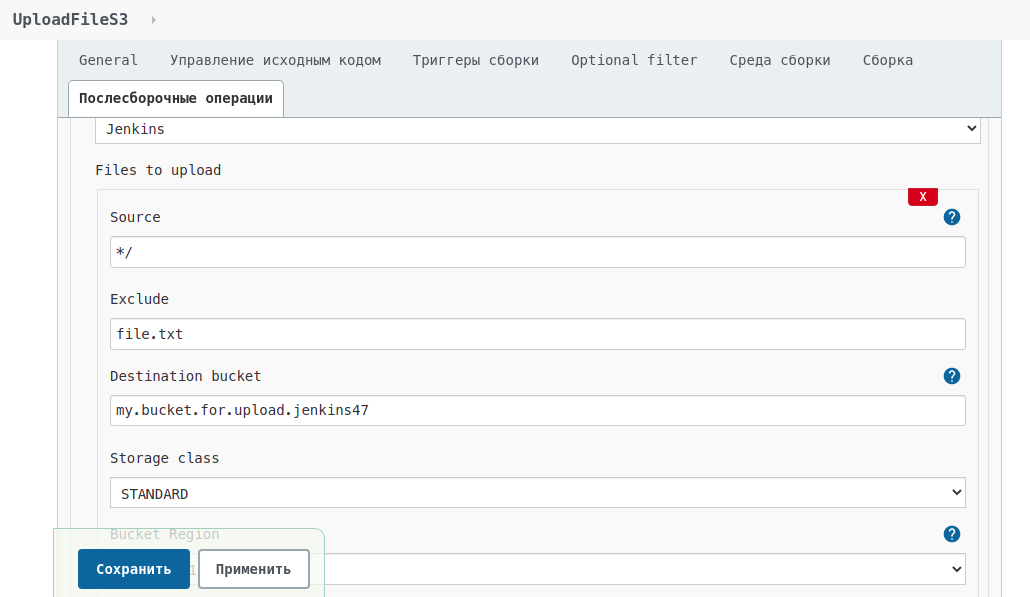 UploadFileS3
General Управление исходным кодом Триггеры сборки Optional filter Среда сборки Сборка
Послесборочные операции
Jenkins
Files to upload
X
Source ?
*/
Exclude
file.txt
Destination bucket ?
my.bucket.for.upload.jenkins47
Storage class
STANDARD
Bucket Region ?
Сохранить Применить